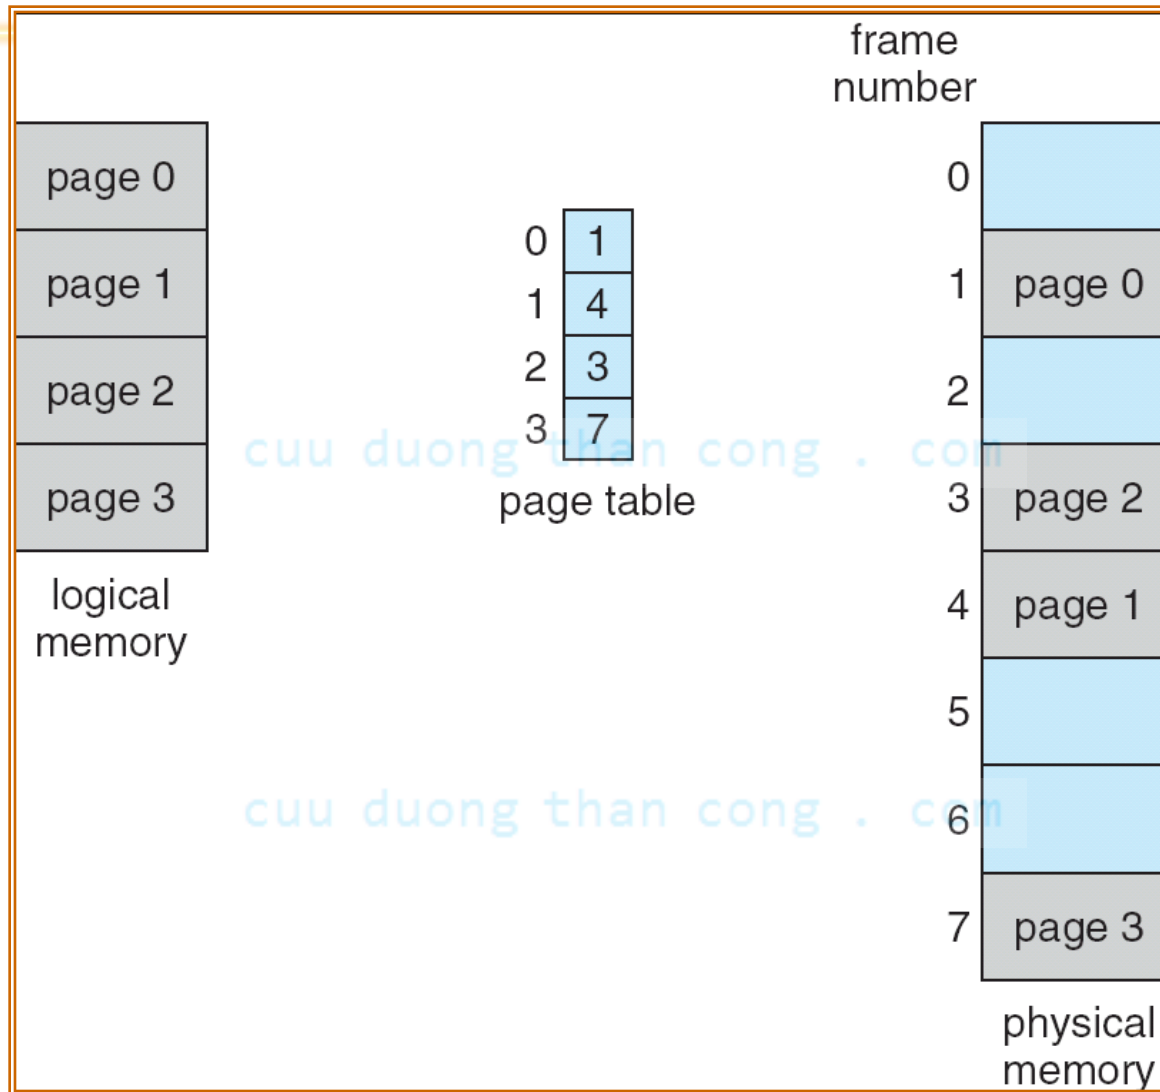 frame
number
page 0
page 1
page 2
page 3
logical
memory
0 1
1 4
2 3
3 7
page table
0
1 page 0
2
3 page 2
4 page 1
5
6
7 page 3
physical
memory
cuu duong than cong . com
cuu duong than cong . com